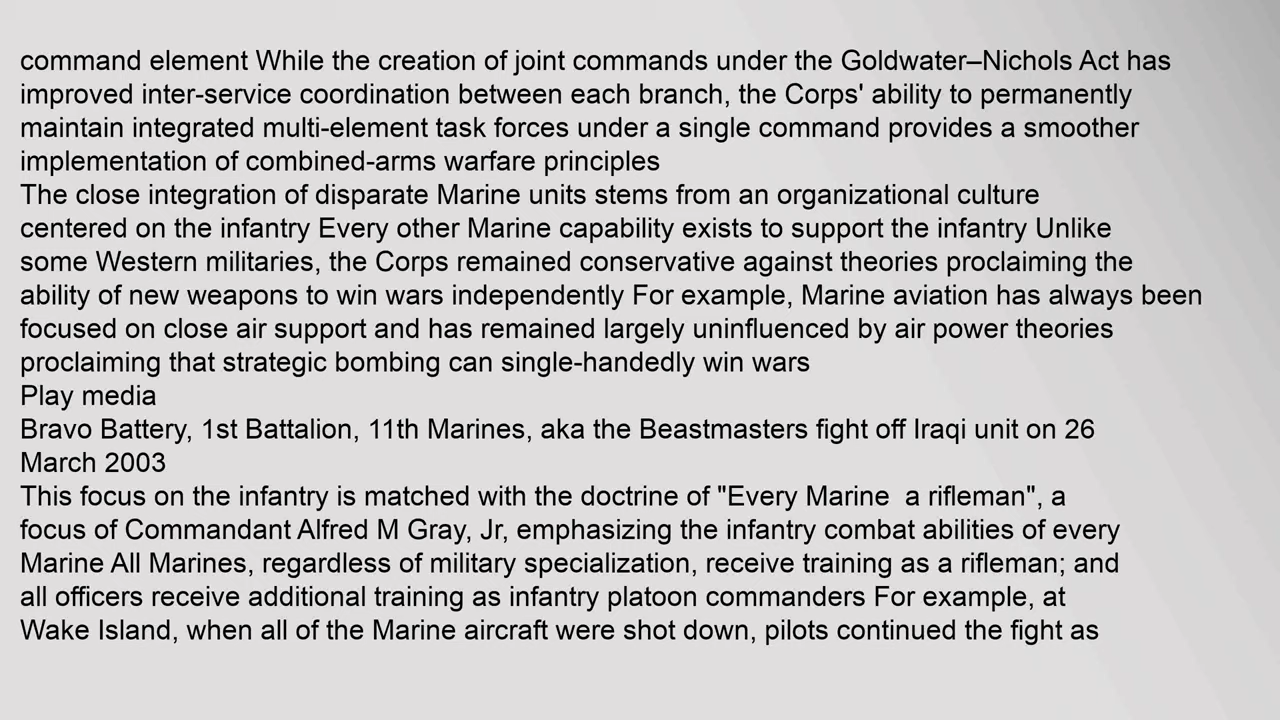 command element While the creation of joint commands under the Goldwater–Nichols Act has
improved inter-service coordination between each branch, the Corps' ability to permanently
maintain integrated multi-element task forces under a single command provides a smoother
implementation of combined-arms warfare principles
The close integration of disparate Marine units stems from an organizational culture
centered on the infantry Every other Marine capability exists to support the infantry Unlike
some Western militaries, the Corps remained conservative against theories proclaiming the
ability of new weapons to win wars independently For example, Marine aviation has always been
focused on close air support and has remained largely uninfluenced by air power theories
proclaiming that strategic bombing can single-handedly win wars
Play media
Bravo Battery, 1st Battalion, 11th Marines, aka the Beastmasters fight off Iraqi unit on 26
March 2003
This focus on the infantry is matched with the doctrine of "Every Marine  a rifleman", a
focus of Commandant Alfred M Gray, Jr, emphasizing the infantry combat abilities of every
Marine All Marines, regardless of military specialization, receive training as a rifleman; and
all officers receive additional training as infantry platoon commanders For example, at
Wake Island, when all of the Marine aircraft were shot down, pilots continued the fight as